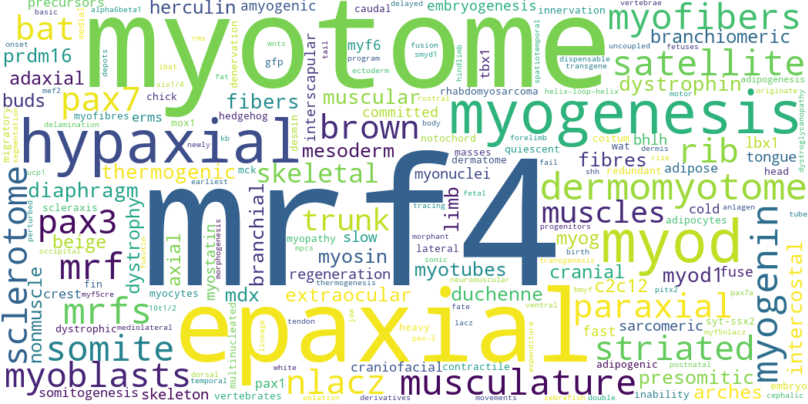 precursors alpha6beta1 herculin amyogenic caudal delayed embryogenesis innervation vertebrae
basic medial myotome uncoupled fetuses myofibers
bat onset depots rms wnts gfp myf6 fusion smyd1 branchiomeric
prdm16 ibat six1/4 denervation tail program tbx1 hindlimb spatiotemporal dispensable transgene satellite
adaxial mef2 fat interscapular ectoderm rhabdomyosarcoma helix-loop-helix motor dystrophin adipogenesis originate
buds pax7 chick fibers muscular committed myogenesis dystroglycanopathy
migratory segmentation myofibres erms hedgehog desmin brown rostral
delamination mox1 kb body notochord forelimb coitum bhlh rib lbx1
hypaxial newly mesoderm masses quiescent wat dermis tongue
ucp1 thermogenic mck dermatome fail fibres redundant rise adipose head
earliest skeletal myonuclei fetal shh dermomyotome
sclerotome diaphragm scleraxis mrf4 limb tracing progenitors adipocytes cold anlagen tube
perturbed pax3 dystrophy trunk morphant muscles birth
occipital beige axial myostatin morphogenesis branchial myopathy slow lateral myog myod
mrf mpcs myosin sonic transgenesis myogenin
fin regeneration thermogenesis myotubes neuromuscular cranial myod1 fuse
nonmuscle crest myf5cre myocytes mdx extraocular duchenne c2c12 bmyf pitx2 pax7a intercostal
mrfs 10t1/2 multinucleated lineage tendon jaw heavy fate ventral paraxial
dystrophic mediolateral epaxial pax-3 lacz expenditure fast sarcomeric syt-ssx2 myf5nlacz
somite striated
myoblasts dorsal temporal white craniofacial contractile adipogenic postnatal presomitic embryo
somitogenesis skeleton pax1 vertebrates nlacz ablation derivatives musculature movements zebrafish double inability arches cephalic